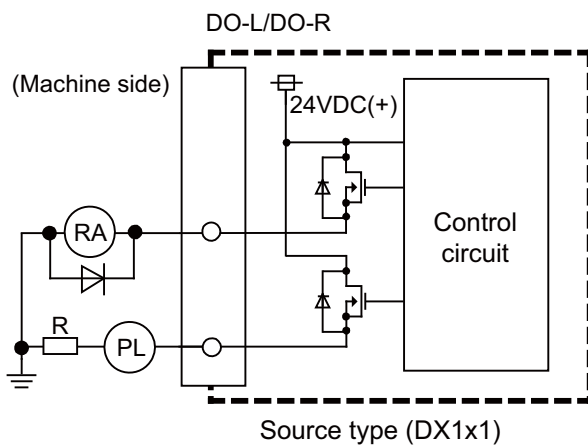 DO-L/DO-R
(Machine side)
24VDC(+)
RA
Control
circuit
R
PL
Source type (DX1x1)